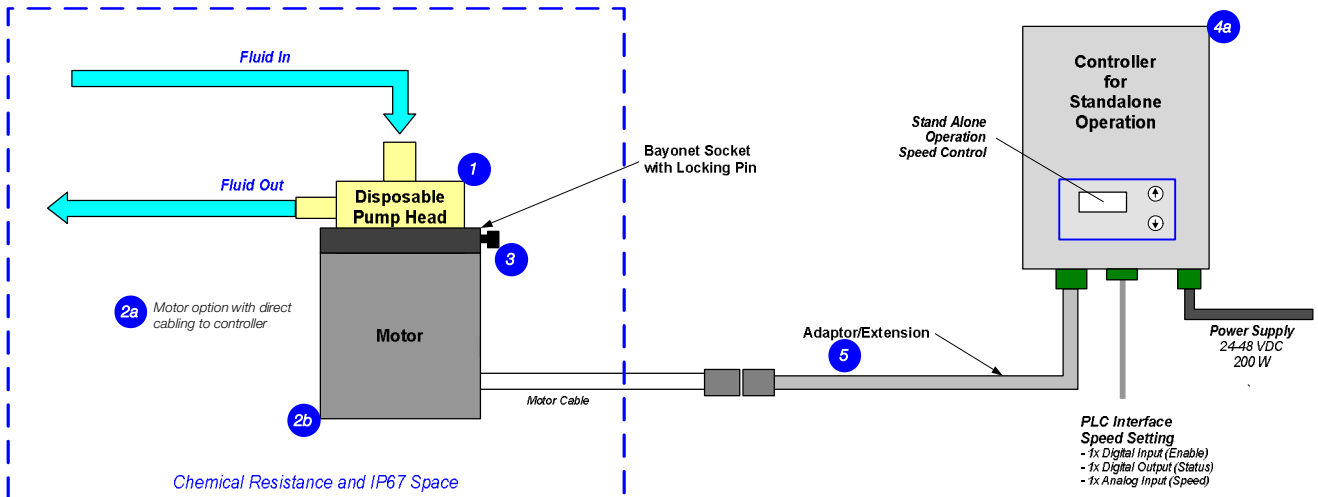 Fluid In
Fluid Out
1
Disposable
Pump Head
Bayonet Socket
with Locking Pin
3
2a
Motor option with direct
cabling to controller
Motor
2b
Motor Cable
Chemical Resistance and IP67 Space
4a
Controller
for
Standalone
Operation
Stand Alone
Operation
Speed Control
Adaptor/Extension
5
Power Supply
24-48 VDC
200 W
PLC Interface
Speed Setting
- 1x Digital Input (Enable)
- 1x Digital Output (Status)
- 1x Analog Input (Speed)